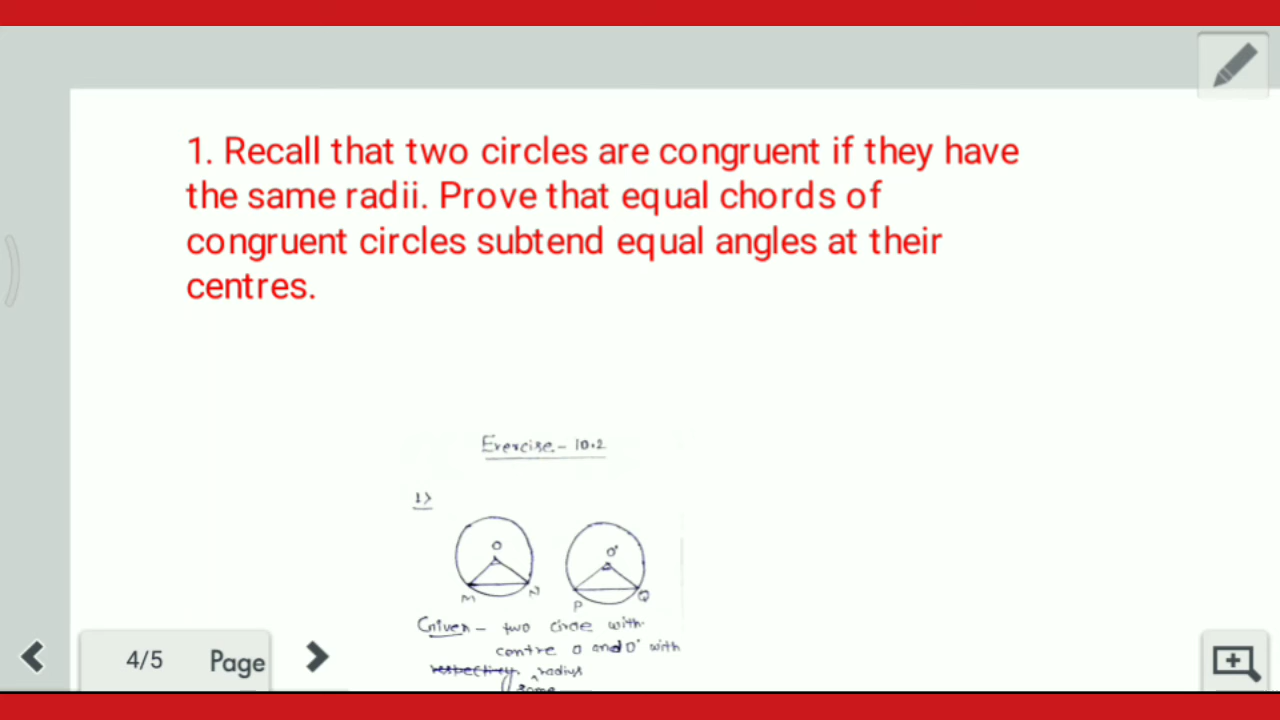 1. Recall that two circles are congruent if they have
the same radii. Prove that equal chords of
congruent circles subtend equal angles at their
centres.
Exercise - 10.2
1>
O O'
M N P Q
Given - two circle with
centre O and O' with
respectivey. radius
same
4/5 Page